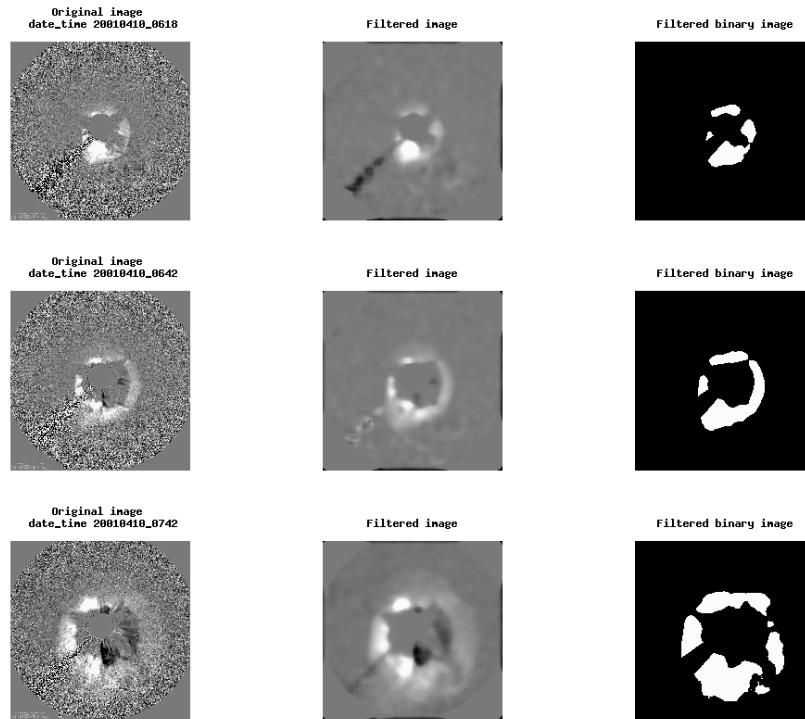 Original image
date_time 20010410_0618
Filtered image
Filtered binary image
Original image
date_time 20010410_0642
Filtered image
Filtered binary image
Original image
date_time 20010410_0742
Filtered image
Filtered binary image